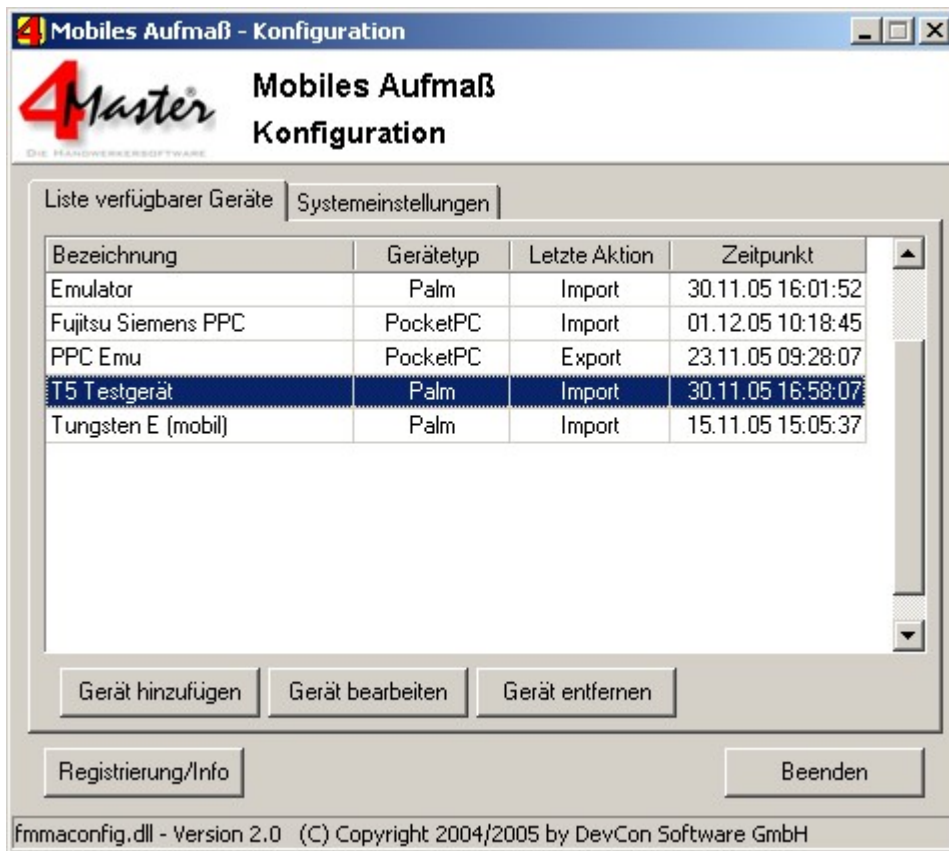 4 Mobiles Aufmaß - Konfiguration
4Master
DIE HANDWERKERSOFTWARE
Mobiles Aufmaß
Konfiguration
Liste verfügbarer Geräte Systemeinstellungen
Bezeichnung Gerätetyp Letzte Aktion Zeitpunkt
Emulator Palm Import 30.11.05 16:01:52
Fujitsu Siemens PPC PocketPC Import 01.12.05 10:18:45
PPC Emu PocketPC Export 23.11.05 09:28:07
T5 Testgerät Palm Import 30.11.05 16:58:07
Tungsten E (mobil) Palm Import 15.11.05 15:05:37
Gerät hinzufügen Gerät bearbeiten Gerät entfernen
Registrierung/Info Beenden
fmmaconfig.dll - Version 2.0 (C) Copyright 2004/2005 by DevCon Software GmbH